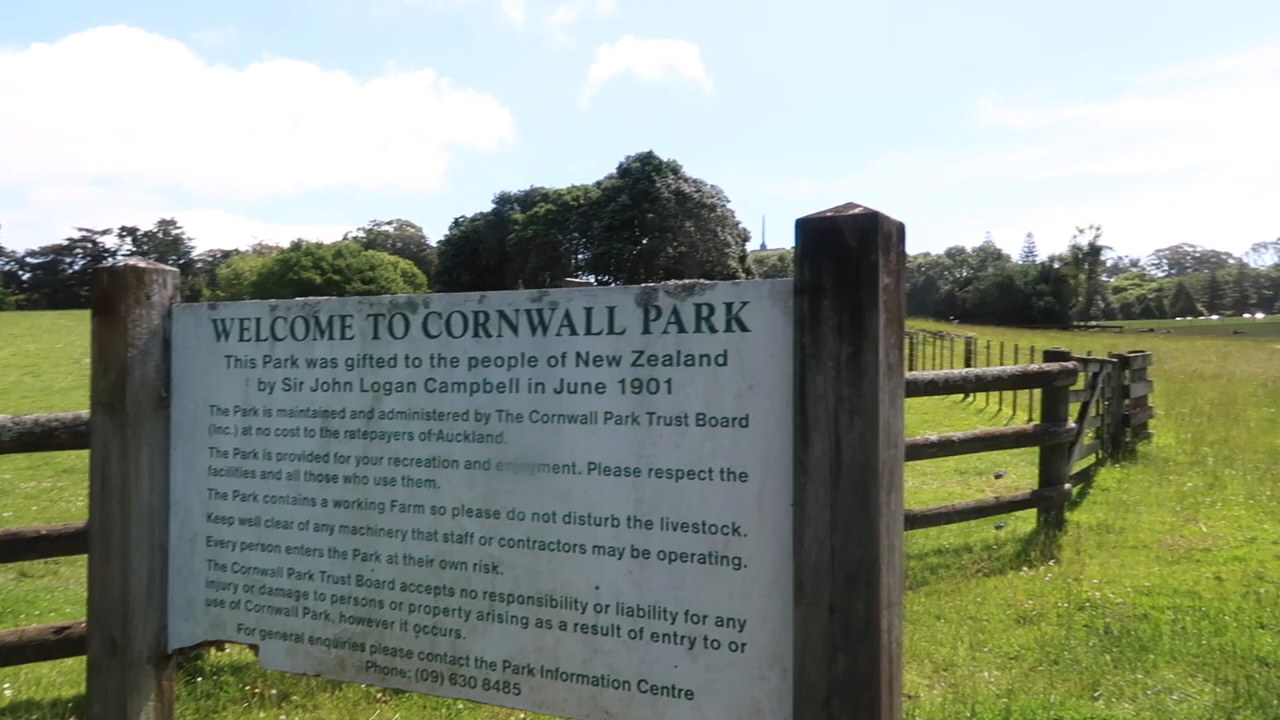 WELCOME TO CORNWALL PARK
This Park was gifted to the people of New Zealand
by Sir John Logan Campbell in June 1901
The Park is maintained and administered by The Cornwall Park Trust Board
(Inc.) at no cost to the ratepayers of Auckland.
The Park is provided for your recreation and enjoyment. Please respect the
facilities and all those who use them.
The Park contains a working Farm so please do not disturb the livestock.
Keep well clear of any machinery that staff or contractors may be operating.
Every person enters the Park at their own risk.
The Cornwall Park Trust Board accepts no responsibility or liability for any
injury or damage to persons or property arising as a result of entry to or
use of Cornwall Park, however it occurs.
For general enquiries please contact the Park Information Centre
Phone: (09) 630 8485